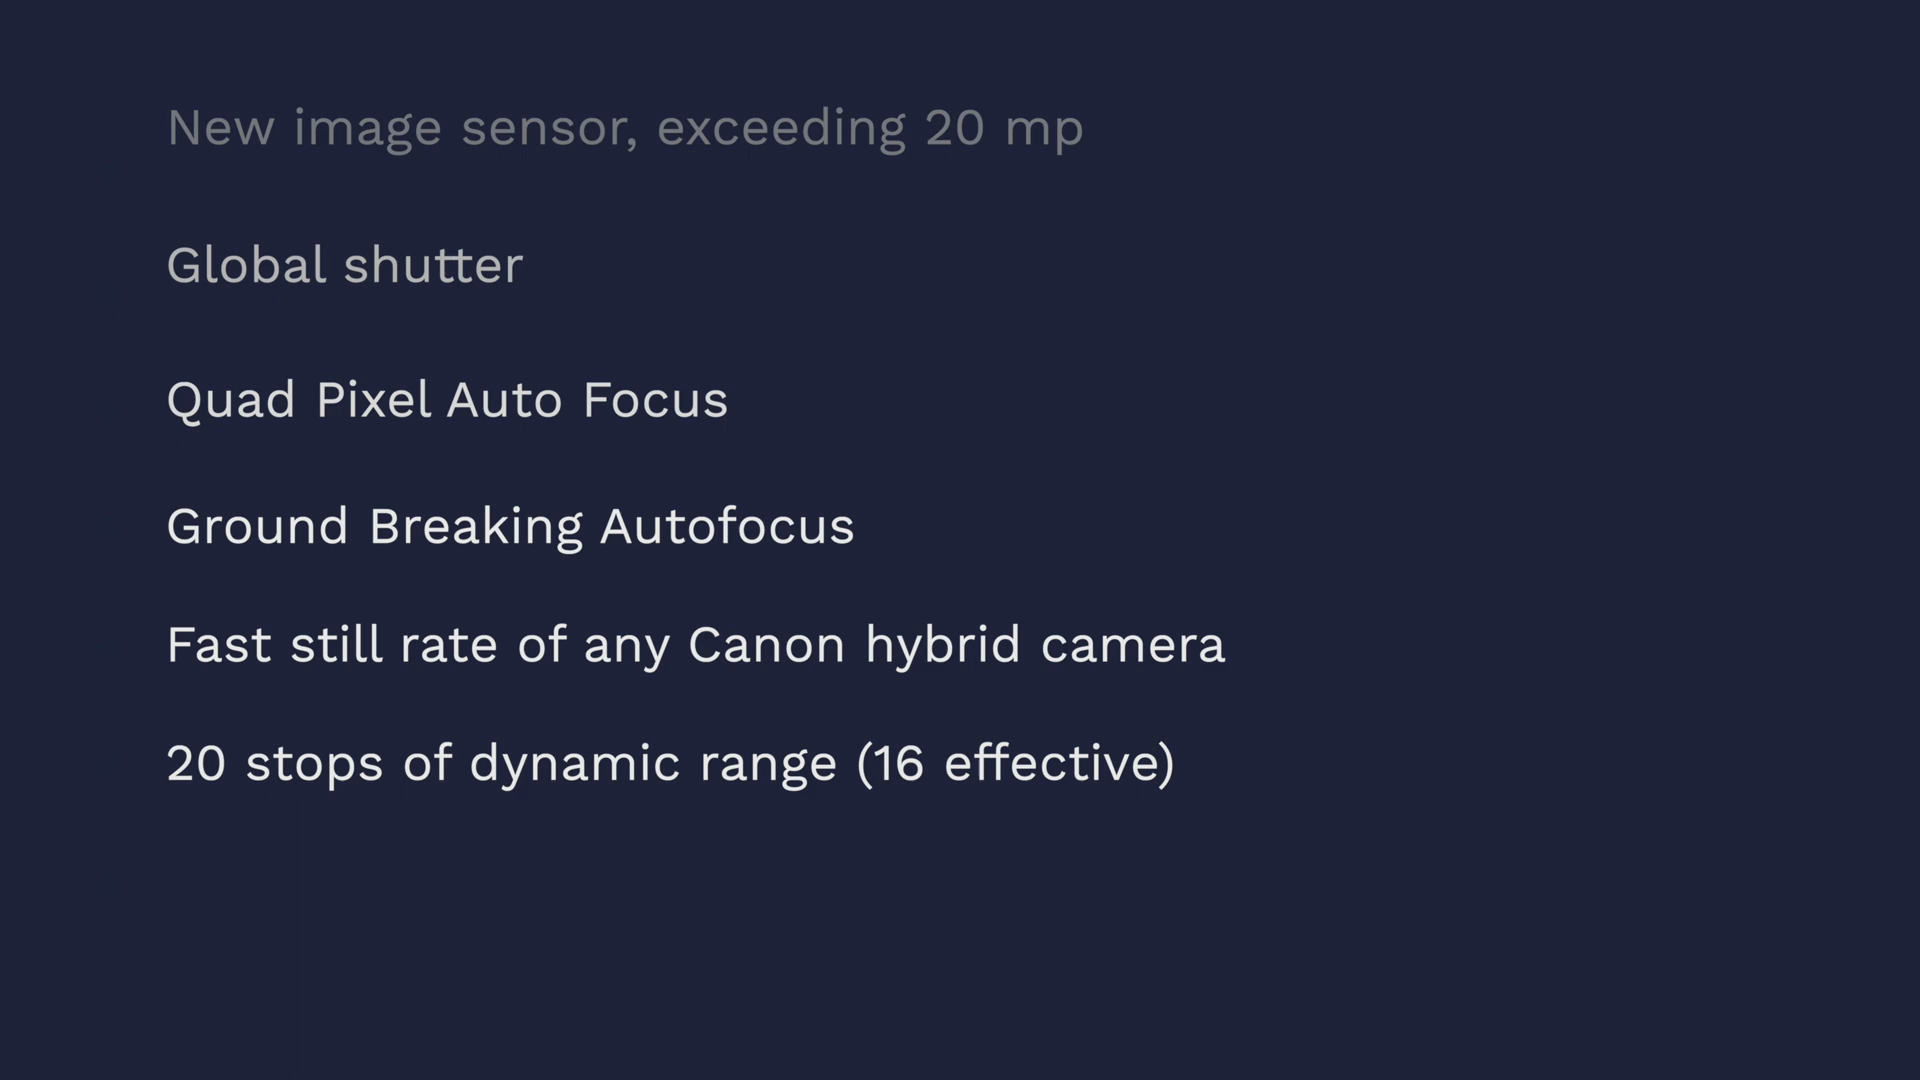 New image sensor, exceeding 20 mp
Global shutter
Quad Pixel Auto Focus
Ground Breaking Autofocus
Fast still rate of any Canon hybrid camera
20 stops of dynamic range (16 effective)